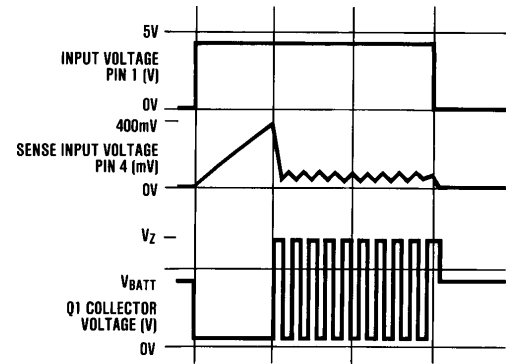 5V
INPUT VOLTAGE
PIN 1 (V)
0V
400mV
SENSE INPUT VOLTAGE
PIN 4 (mV)
0V
VZ
VBATT
Q1 COLLECTOR
VOLTAGE (V)
0V